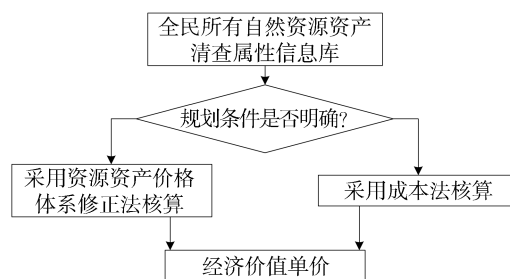 全民所有自然资源资产
清查属性信息库
规划条件是否明确?
采用资源资产价格
体系修正法核算
采用成本法核算
经济价值单价